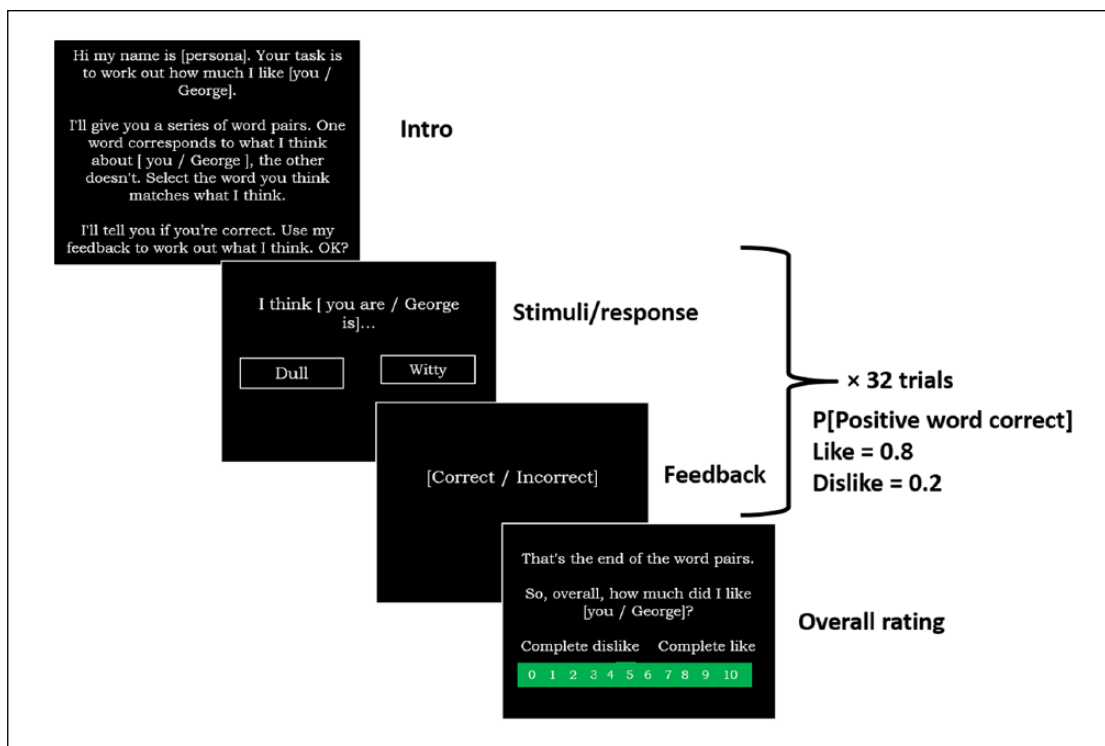 Hi my name is [persona]. Your task is
to work out how much I like [you /
George].
I'll give you a series of word pairs. One
word corresponds to what I think
about [ you / George ], the other
doesn't. Select the word you think
matches what I think.
I'll tell you if you're correct. Use my
feedback to work out what I think. OK?
Intro
I think [ you are / George
is]...
Dull
Witty
Stimuli/response
[Correct / Incorrect]
Feedback
× 32 trials
P[Positive word correct]
Like = 0.8
Dislike = 0.2
That's the end of the word pairs.
So, overall, how much did I like
[you / George]?
Complete dislike Complete like
0 1 2 3 4 5 6 7 8 9 10
Overall rating